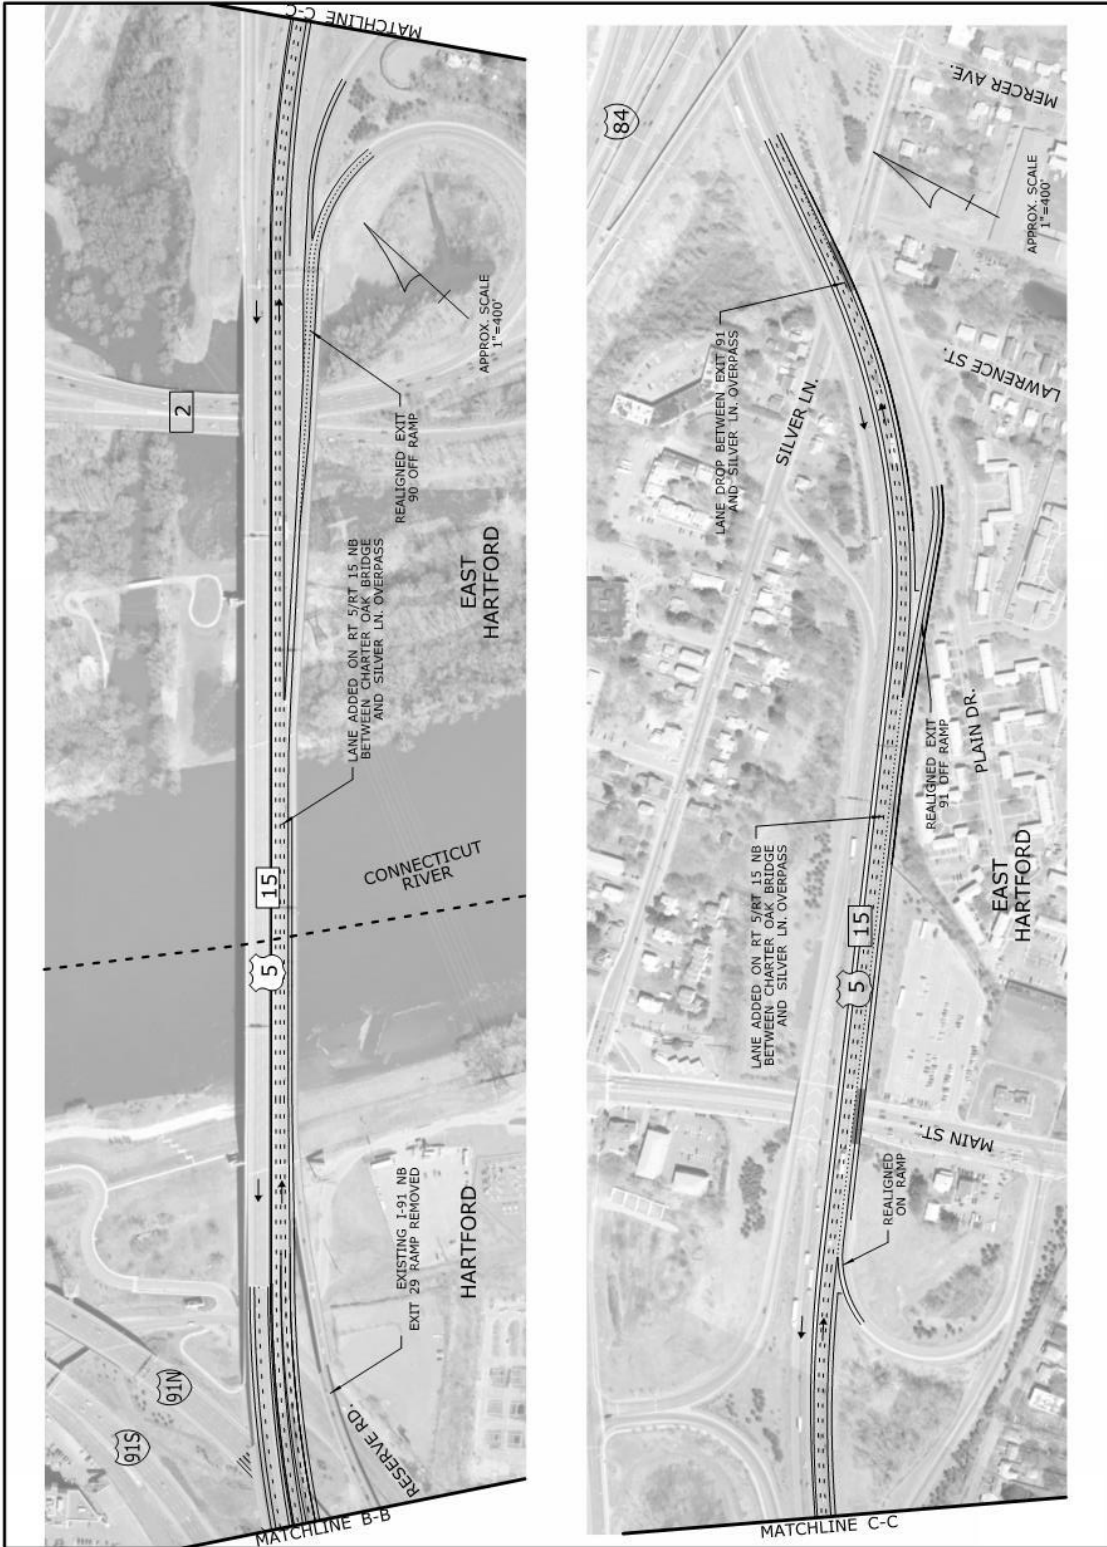 MATCHLINE C-C
2
APPROX. SCALE
1"=400'
REALIGNED EXIT
90 OFF RAMP
LANE ADDED ON RT 5/RT 15 NB
BETWEEN CHARTER OAK BRIDGE
AND SILVER LN. OVERPASS
EAST
HARTFORD
CONNECTICUT
RIVER
15
5
EXISTING I-91 NB
EXIT 29 RAMP REMOVED
HARTFORD
91N
91S
RESERVE RD.
MATCHLINE B-B
84
MERCER AVE.
APPROX. SCALE
1"=400'
LANE DROP BETWEEN EXIT 91
AND SILVER LN. OVERPASS
SILVER LN.
LAWRENCE ST.
REALIGNED EXIT
91 OFF RAMP
PLAIN DR.
LANE ADDED ON RT 5/RT 15 NB
BETWEEN CHARTER OAK BRIDGE
AND SILVER LN. OVERPASS
EAST
HARTFORD
15
5
MAIN ST.
REALIGNED
ON RAMP
MATCHLINE C-C